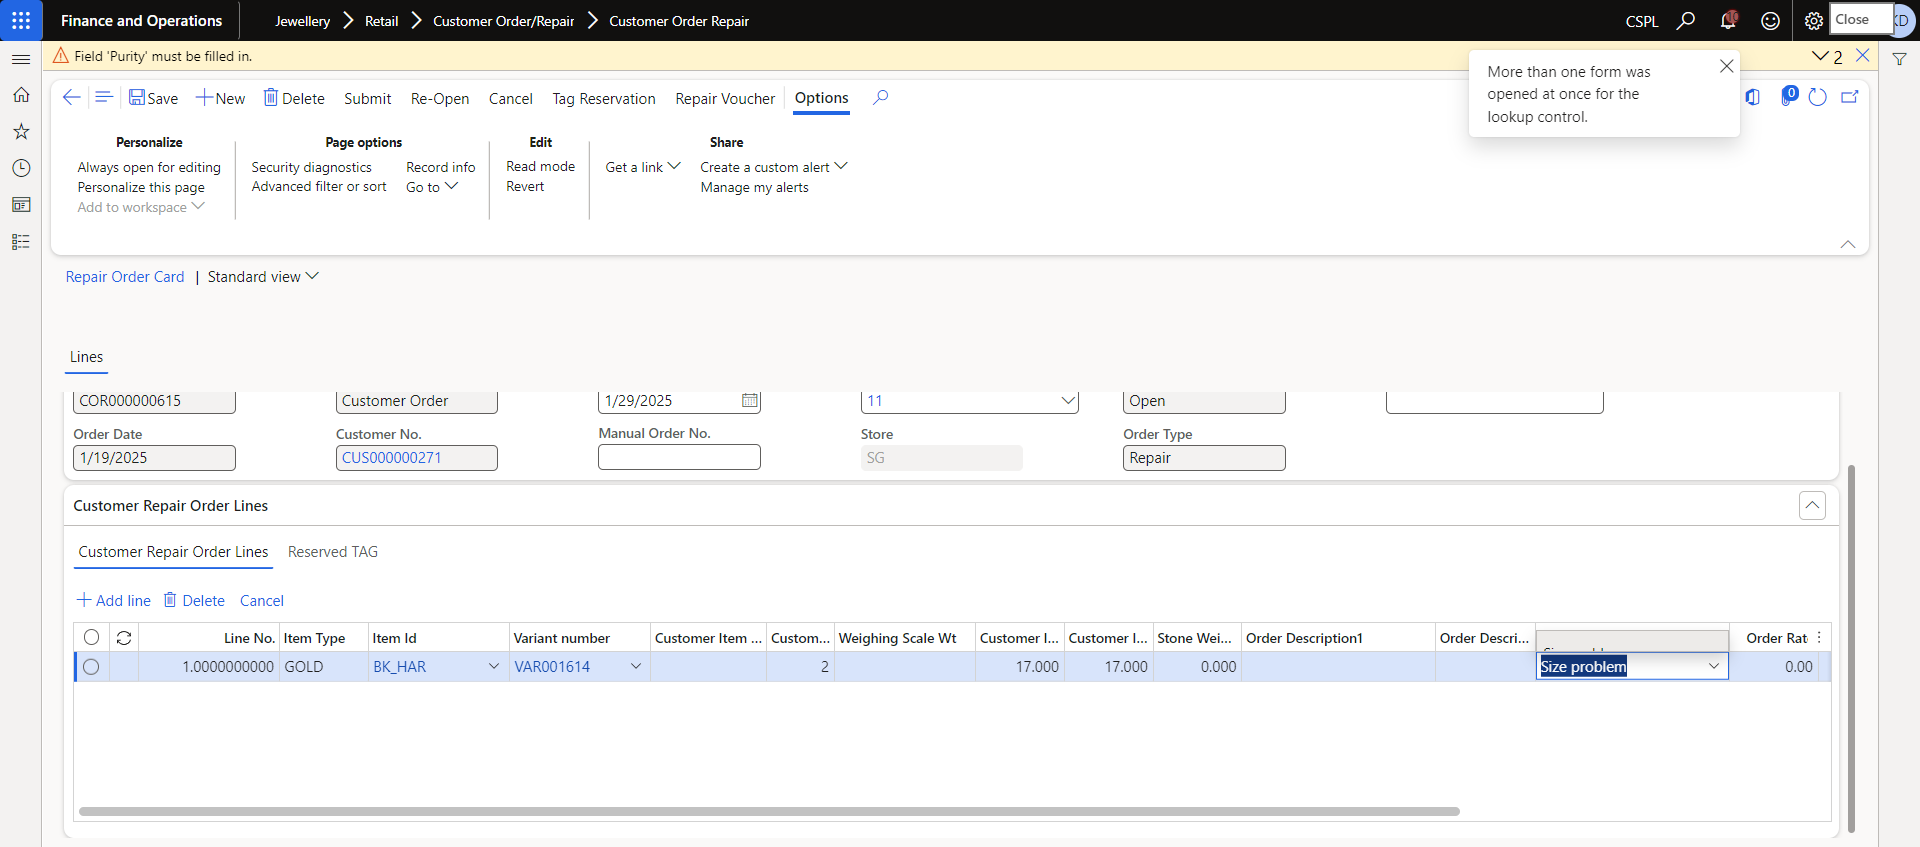 Finance and Operations
Jewellery
Retail
Customer Order/Repair
Customer Order Repair
CSPL
Close
Field 'Purity' must be filled in.
2
More than one form was
opened at once for the
lookup control.
Save
New
Delete
Submit
Re-Open
Cancel
Tag Reservation
Repair Voucher
Options
0
Personalize
Always open for editing
Personalize this page
Add to workspace
Page options
Security diagnostics
Record info
Advanced filter or sort
Go to
Edit
Read mode
Revert
Get a link
Share
Create a custom alert
Manage my alerts
Repair Order Card | Standard view
Lines
COR000000615
Customer Order
1/29/2025
11
Open
Order Date
Customer No.
Manual Order No.
Store
Order Type
1/19/2025
CUS000000271
SG
Repair
Customer Repair Order Lines
Customer Repair Order Lines
Reserved TAG
Add line
Delete
Cancel
Line No.
Item Type
Item Id
Variant number
Customer Item ...
Custom...
Weighing Scale Wt
Customer I...
Customer I...
Stone Wei...
Order Description1
Order Descri...
Order Rat
1.0000000000
GOLD
BK_HAR
VAR001614
2
17.000
17.000
0.000
Size problem
0.00